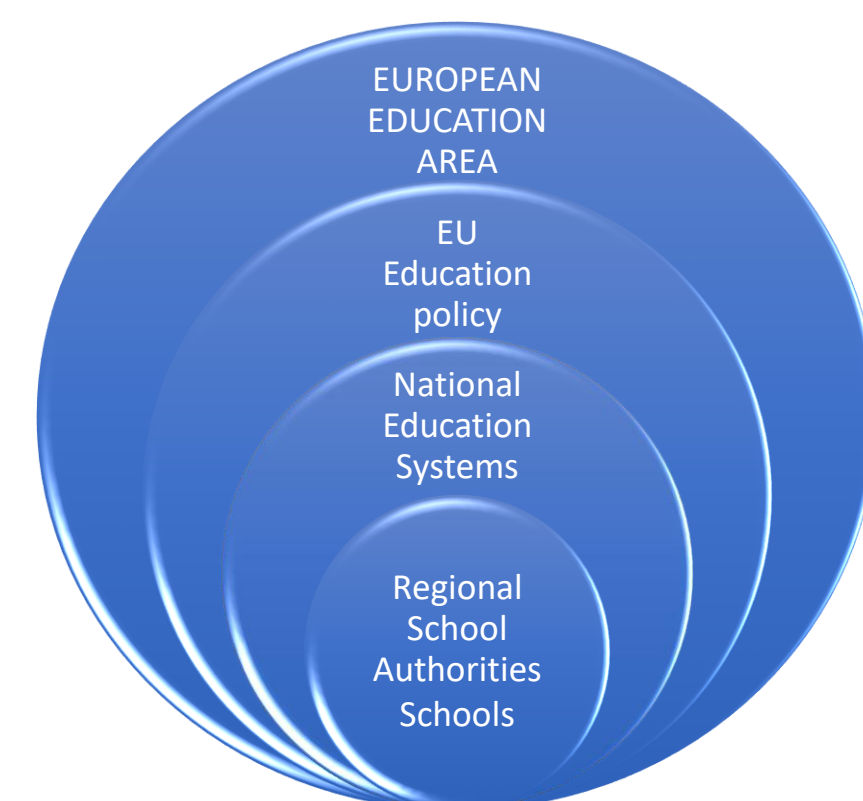 EUROPEAN
EDUCATION
AREA
EU
Education
policy
National
Education
Systems
Regional
School
Authorities
Schools